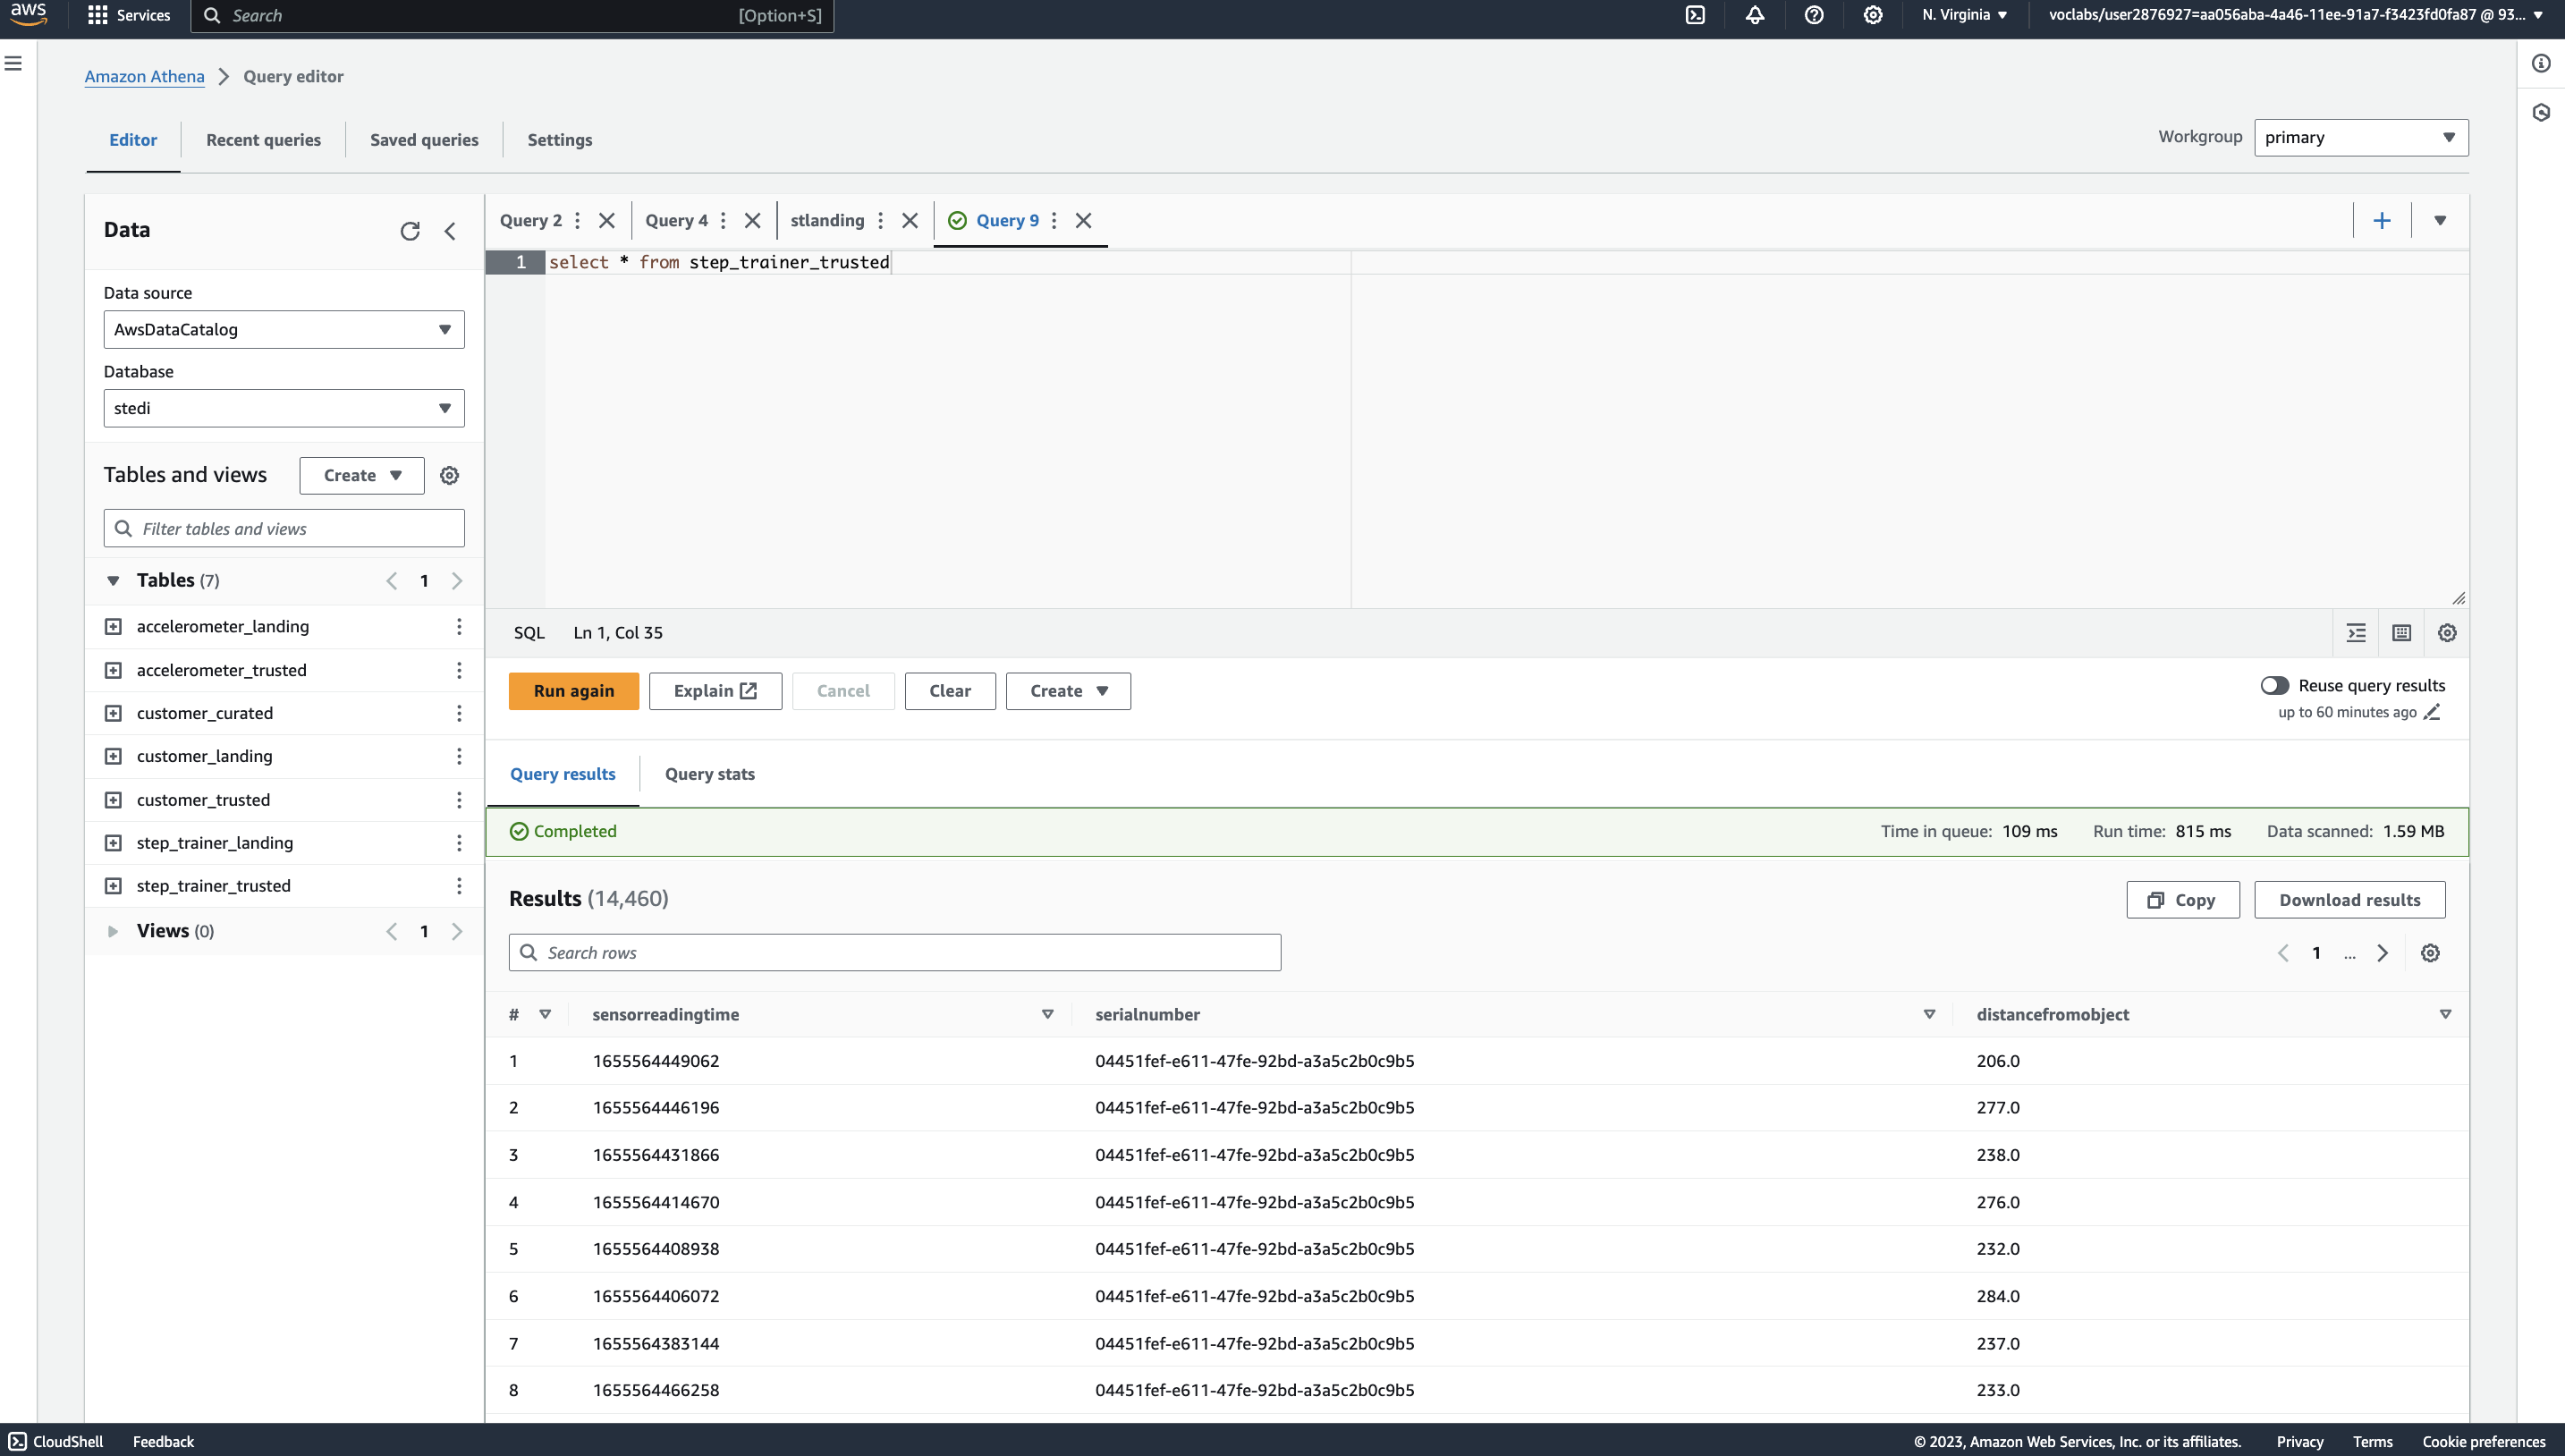 aws
Services
Search
[Option+S]
N. Virginia
voclabs/user2876927=aa056aba-4a46-11ee-91a7-f3423fd0fa87 @ 93...
Amazon Athena
Query editor
Editor
Recent queries
Saved queries
Settings
Workgroup
primary
Data
Data source
AwsDataCatalog
Database
stedi
Tables and views
Create
Filter tables and views
Tables (7)
1
accelerometer_landing
accelerometer_trusted
customer_curated
customer_landing
customer_trusted
step_trainer_landing
step_trainer_trusted
Views (0)
1
Query 2
Query 4
stlanding
Query 9
1
select * from step_trainer_trusted
SQL
Ln 1, Col 35
Run again
Explain
Cancel
Clear
Create
Reuse query results
up to 60 minutes ago
Query results
Query stats
Completed
Time in queue: 109 ms
Run time: 815 ms
Data scanned: 1.59 MB
Results (14,460)
Copy
Download results
Search rows
1
...
# sensorreadingtime serialnumber distancefromobject
1 1655564449062 04451fef-e611-47fe-92bd-a3a5c2b0c9b5 206.0
2 1655564446196 04451fef-e611-47fe-92bd-a3a5c2b0c9b5 277.0
3 1655564431866 04451fef-e611-47fe-92bd-a3a5c2b0c9b5 238.0
4 1655564414670 04451fef-e611-47fe-92bd-a3a5c2b0c9b5 276.0
5 1655564408938 04451fef-e611-47fe-92bd-a3a5c2b0c9b5 232.0
6 1655564406072 04451fef-e611-47fe-92bd-a3a5c2b0c9b5 284.0
7 1655564383144 04451fef-e611-47fe-92bd-a3a5c2b0c9b5 237.0
8 1655564466258 04451fef-e611-47fe-92bd-a3a5c2b0c9b5 233.0
CloudShell
Feedback
© 2023, Amazon Web Services, Inc. or its affiliates.
Privacy
Terms
Cookie preferences